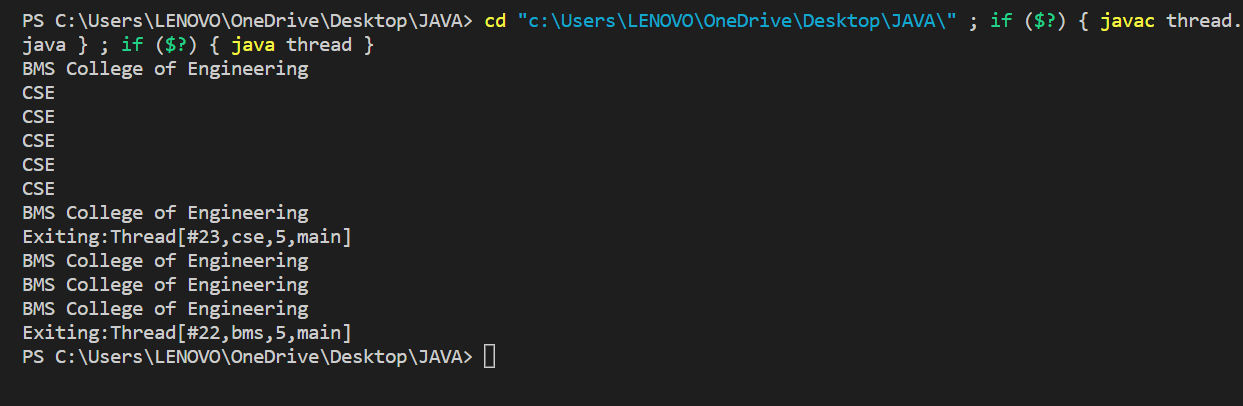 PS C:\Users\LENOVO\OneDrive\Desktop\JAVA> cd "c:\Users\LENOVO\OneDrive\Desktop\JAVA\" ; if ($?) { javac thread.
java } ; if ($?) { java thread }
BMS College of Engineering
CSE
CSE
CSE
CSE
CSE
BMS College of Engineering
Exiting:Thread[#23,cse,5,main]
BMS College of Engineering
BMS College of Engineering
BMS College of Engineering
Exiting:Thread[#22,bms,5,main]
PS C:\Users\LENOVO\OneDrive\Desktop\JAVA>